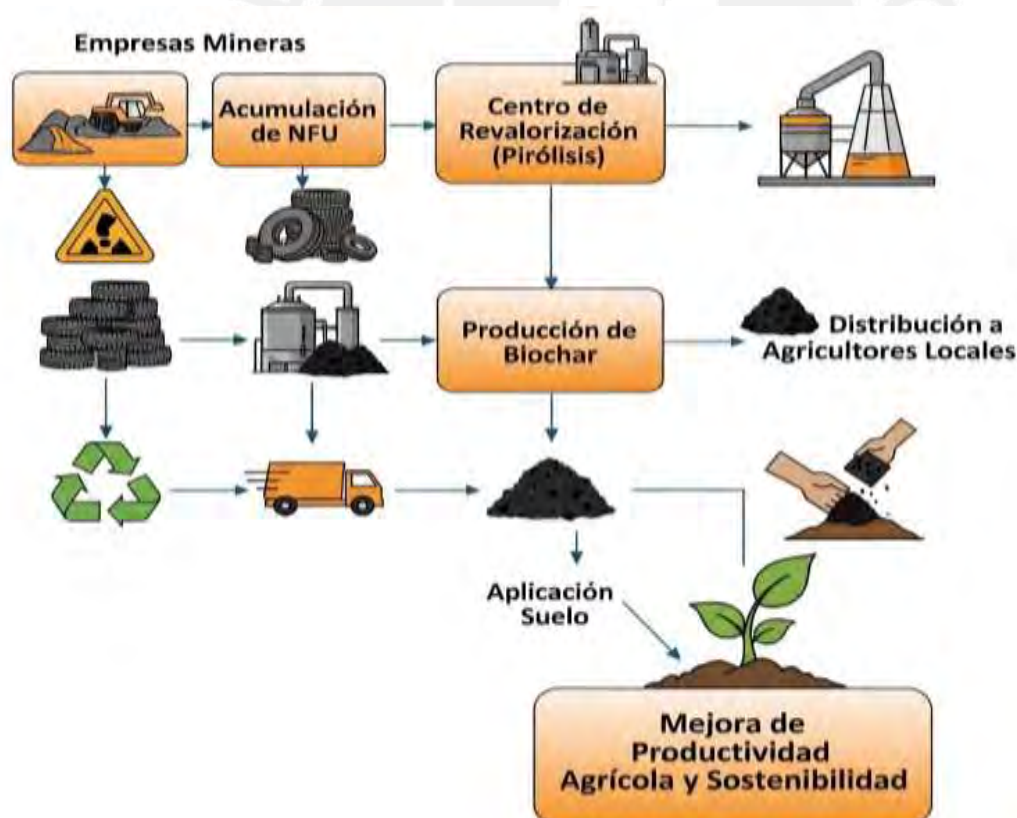 Empresas Mineras
Acumulación
de NFU
Centro de
Revalorización
(Pirólisis)
Producción de
Biochar
Distribución a
Agricultores Locales
Aplicación
Suelo
Mejora de
Productividad
Agrícola y Sostenibilidad